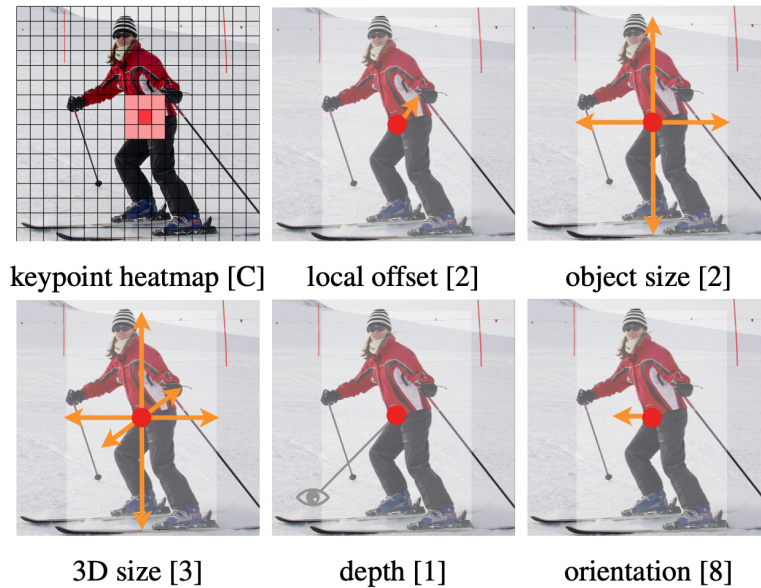 keypoint heatmap [C]
local offset [2]
object size [2]
3D size [3]
depth [1]
orientation [8]